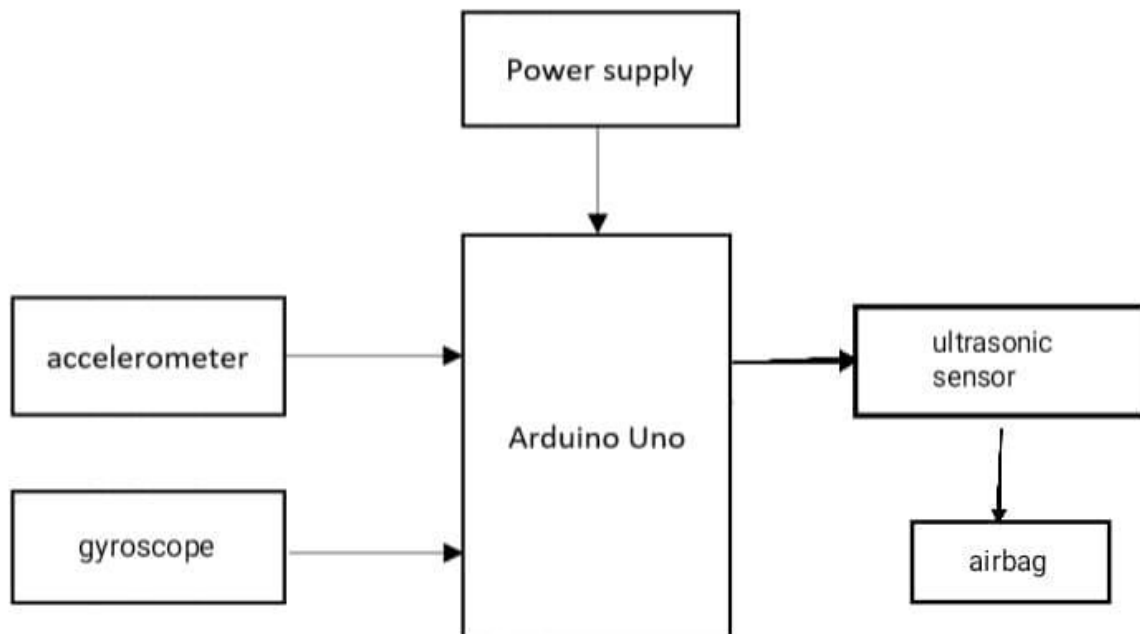 Power supply
accelerometer
gyroscope
Arduino Uno
ultrasonic
sensor
airbag